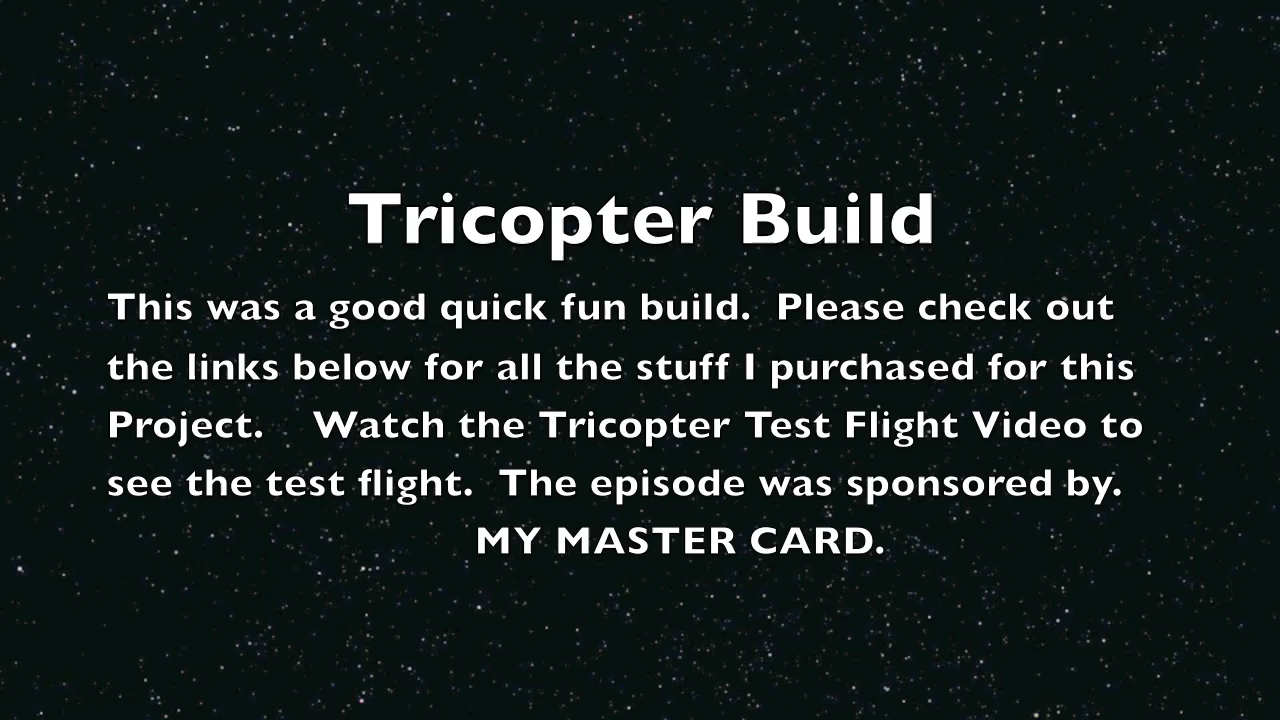 Tricopter Build
This was a good quick fun build.  Please check out
the links below for all the stuff I purchased for this
Project.    Watch the Tricopter Test Flight Video to
see the test flight.  The episode was sponsored by.
MY MASTER CARD.